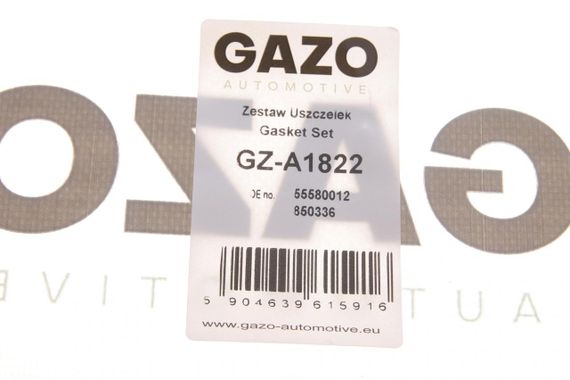 GAZO
AUTOMOTIVE
Zestaw Uszczelek
Gasket Set
GZ-A1822
OE no. 55580012
850336
5 904639 615916
www.gazo-automotive.eu